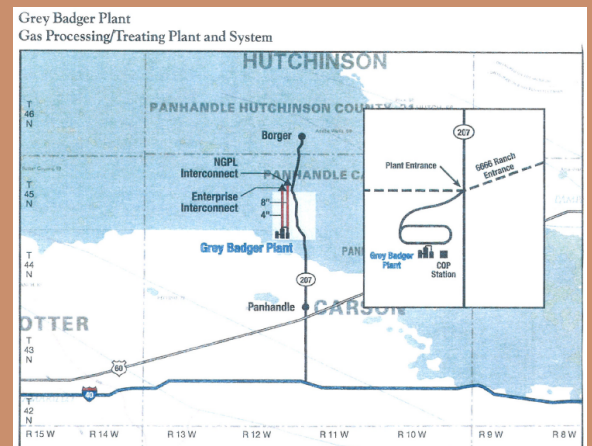 Grey Badger Plant
Gas Processing/Treating Plant and System
HUTCHINSON
T
46
N
PANHANDLE HUTCHINSON
207
Borger
NGPL
Interconnect
PANHANDLE
Plant Entrance
6666 Ranch
Entrance
T
45
N
Enterprise
Interconnect
8"
4"
Grey Badger Plant
PAN
Grey Badger
Plant
COP
Station
T
44
N
207
Panhandle
CARSON
OTTER
T
43
N
60
40
T
42
N
R 15 W
R 14 W
R 13 W
R 12 W
R 11 W
R 10 W
R 9 W
R 8 W